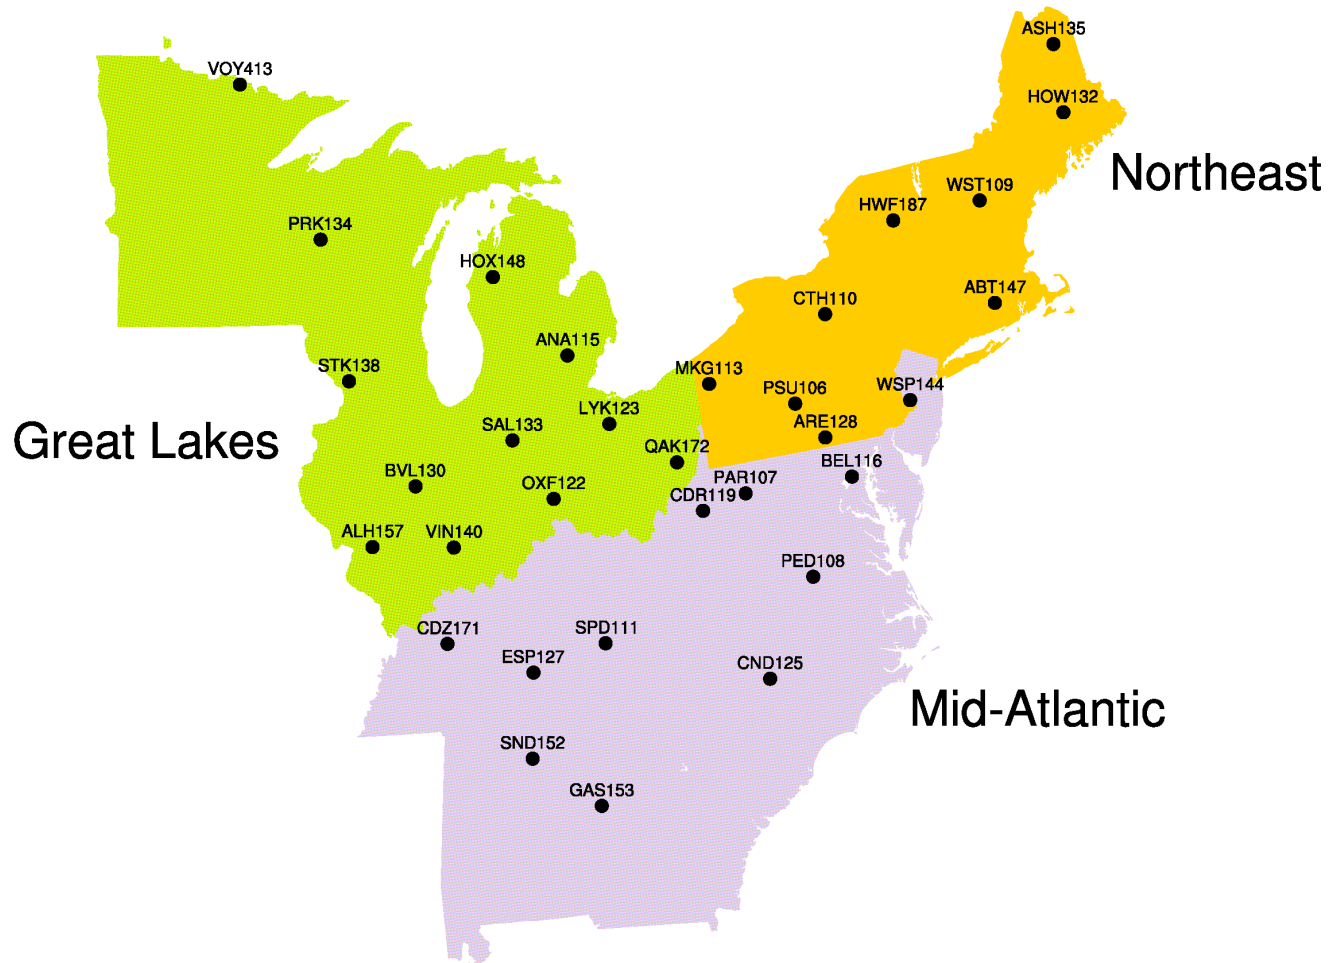 ASH135
VOY413
HOW132
Northeast
WST109
HWF187
PRK134
HOX148
ABT147
CTH110
ANA115
STK138
MKG113
PSU106
WSP144
LYK123
SAL133
ARE128
Great Lakes
QAK172
BEL116
BVL130
PAR107
OXF122
CDR119
ALH157
VIN140
PED108
CDZ171
SPD111
ESP127
CND125
Mid-Atlantic
SND152
GAS153